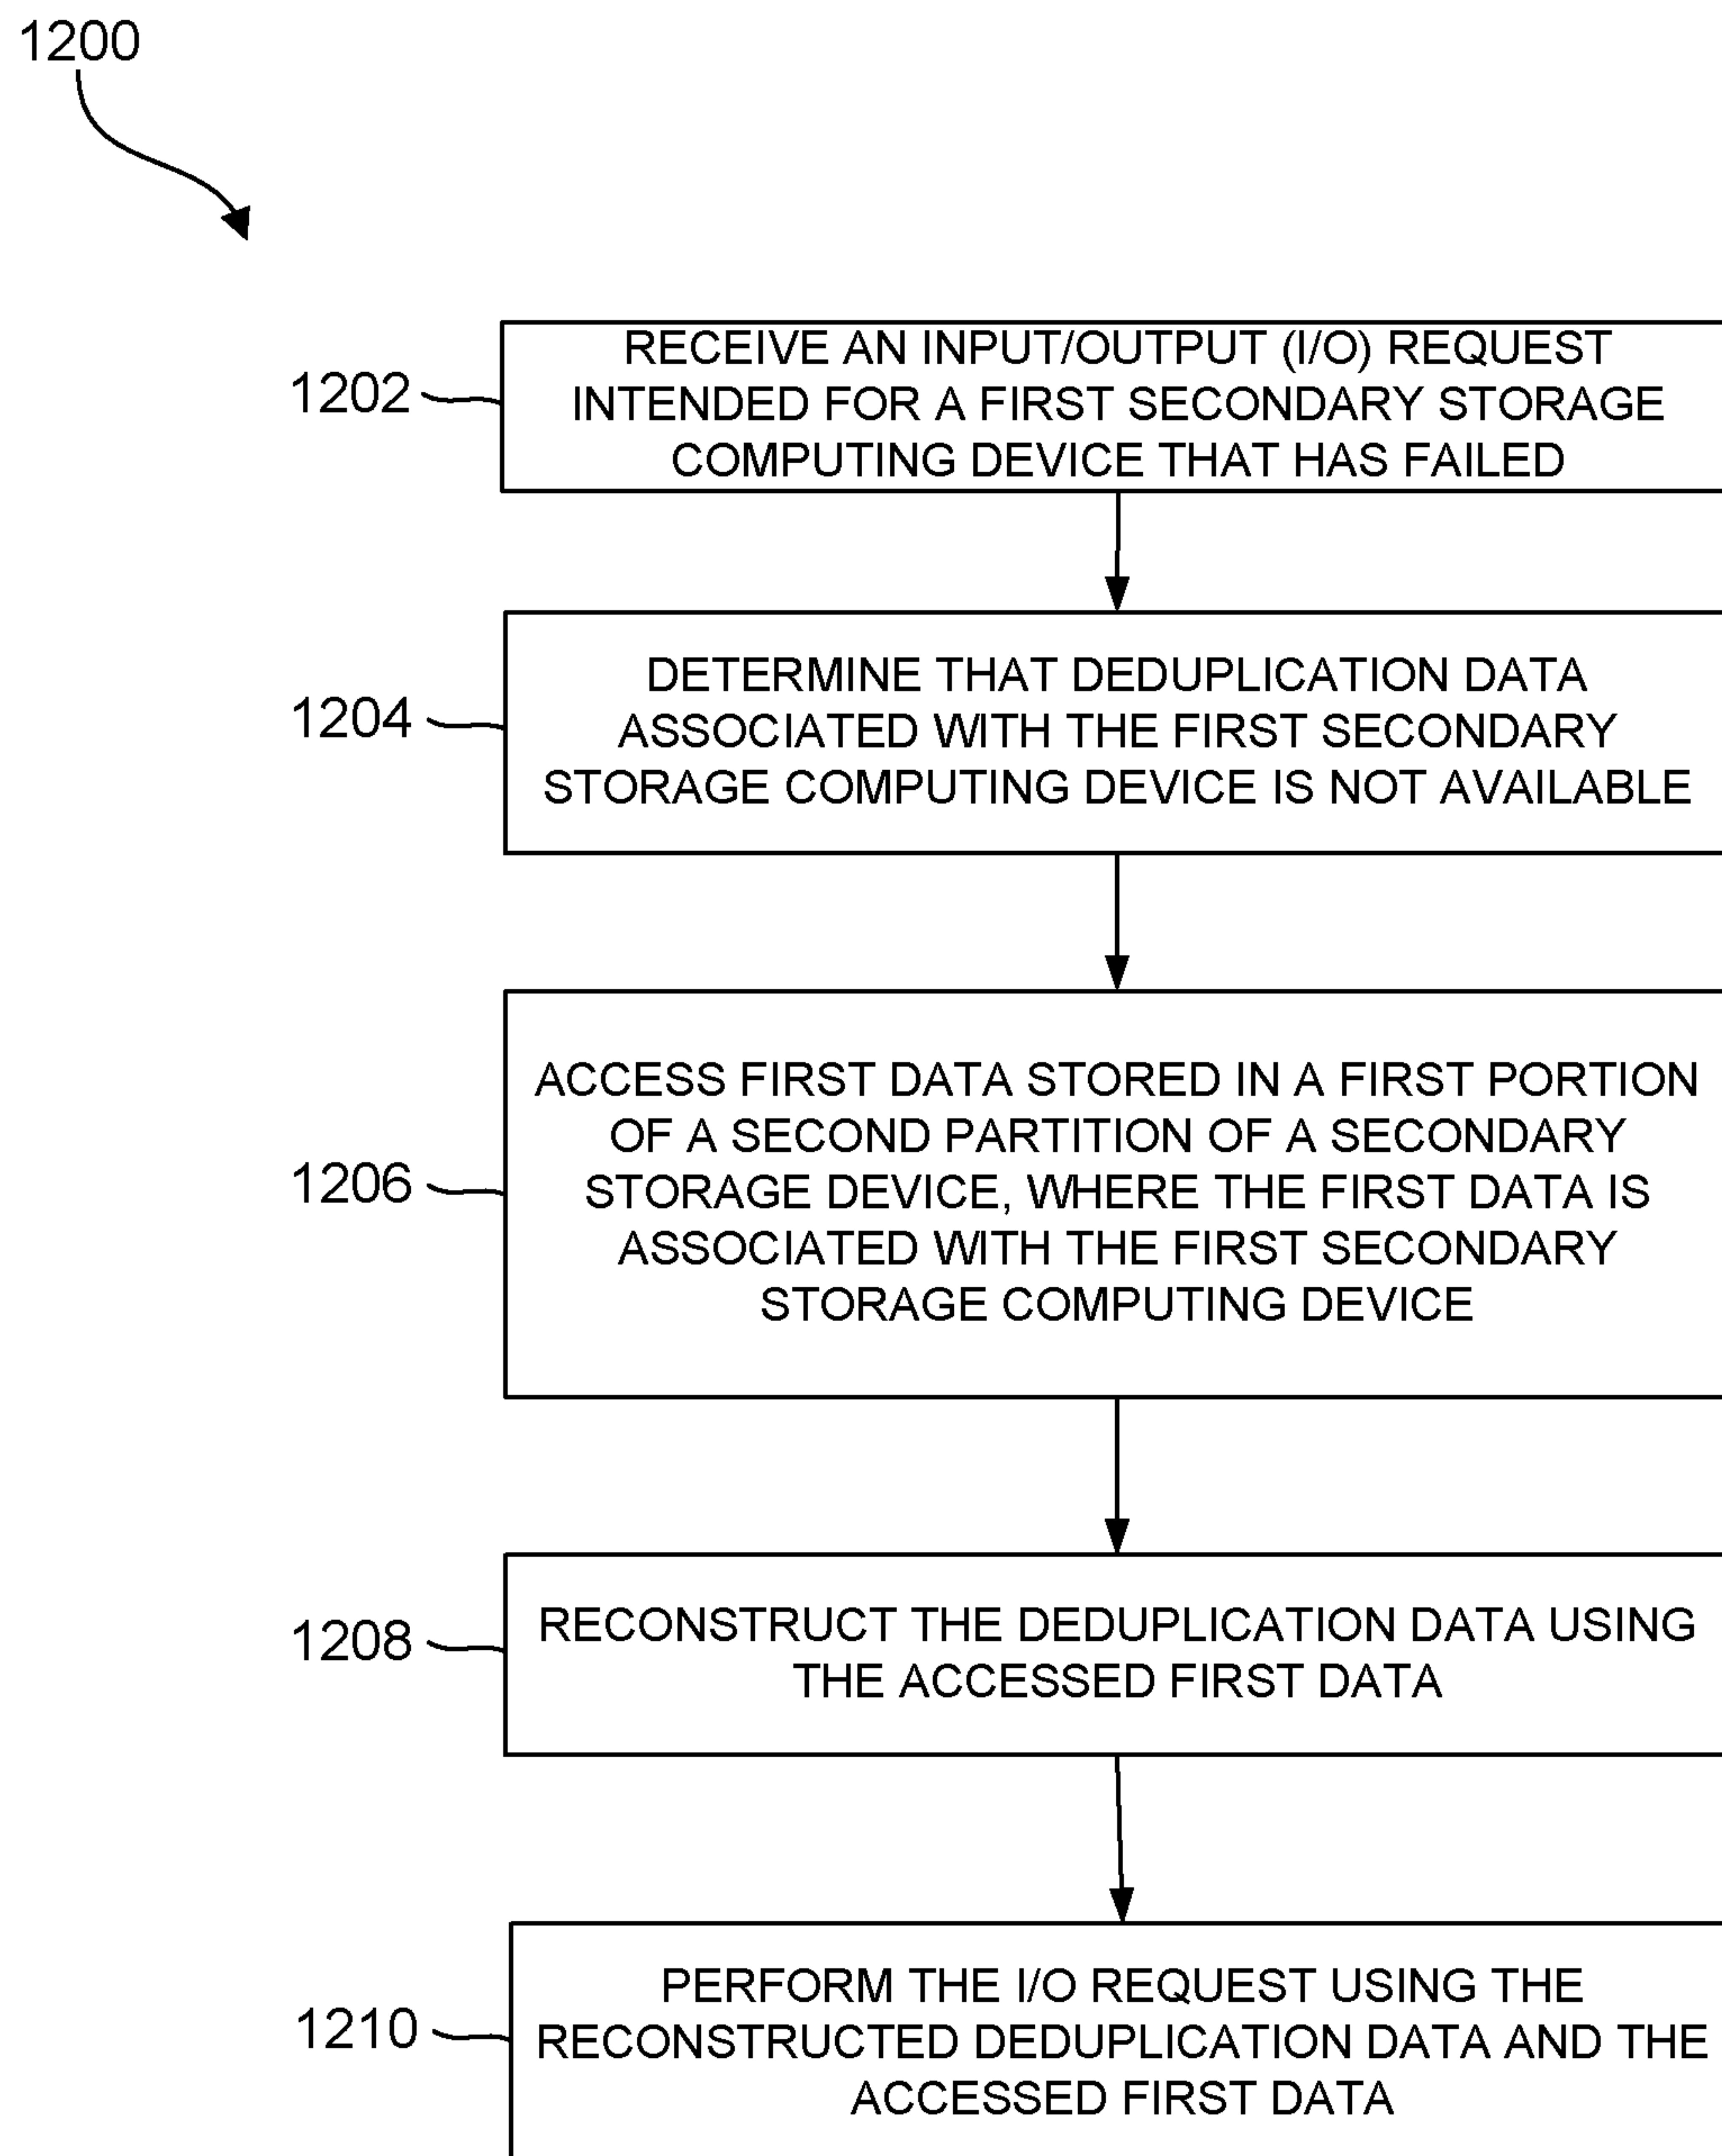 1200
RECEIVE AN INPUT/OUTPUT (I/O) REQUEST
INTENDED FOR A FIRST SECONDARY STORAGE
COMPUTING DEVICE THAT HAS FAILED
1202
DETERMINE THAT DEDUPLICATION DATA
ASSOCIATED WITH THE FIRST SECONDARY
STORAGE COMPUTING DEVICE IS NOT AVAILABLE
1204
ACCESS FIRST DATA STORED IN A FIRST PORTION
OF A SECOND PARTITION OF A SECONDARY
STORAGE DEVICE, WHERE THE FIRST DATA IS
ASSOCIATED WITH THE FIRST SECONDARY
STORAGE COMPUTING DEVICE
1206
RECONSTRUCT THE DEDUPLICATION DATA USING
THE ACCESSED FIRST DATA
1208
PERFORM THE I/O REQUEST USING THE
RECONSTRUCTED DEDUPLICATION DATA AND THE
ACCESSED FIRST DATA
1210